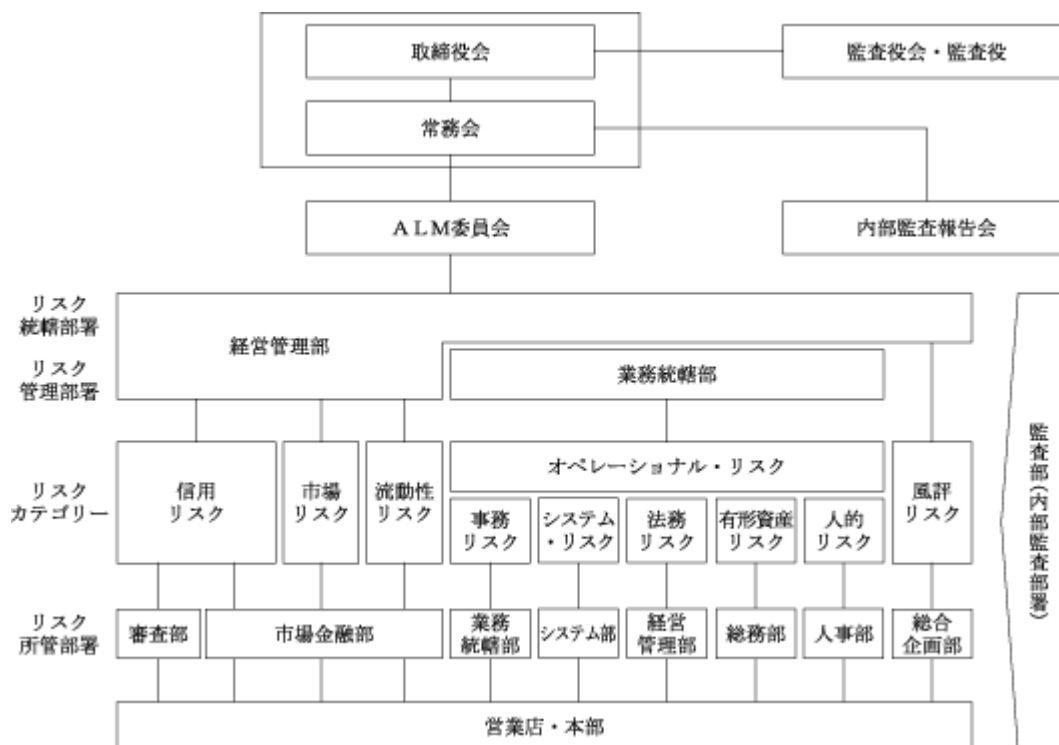 取締役会
監査役会・監査役
常務会
ALM委員会
内部監査報告会
リスク
統轄部署
経営管理部
リスク
管理部署
業務統轄部
リスク
カテゴリー
信用
リスク
市場
リスク
流動性
リスク
オペレーショナル・リスク
事務
リスク
システム
・リスク
法務
リスク
有形資産
リスク
人的
リスク
風評
リスク
監査部(内部監査部署)
リスク
所管部署
審査部
市場金融部
業務
統轄部
システム部
経営
管理部
総務部
人事部
総合
企画部
営業店・本部